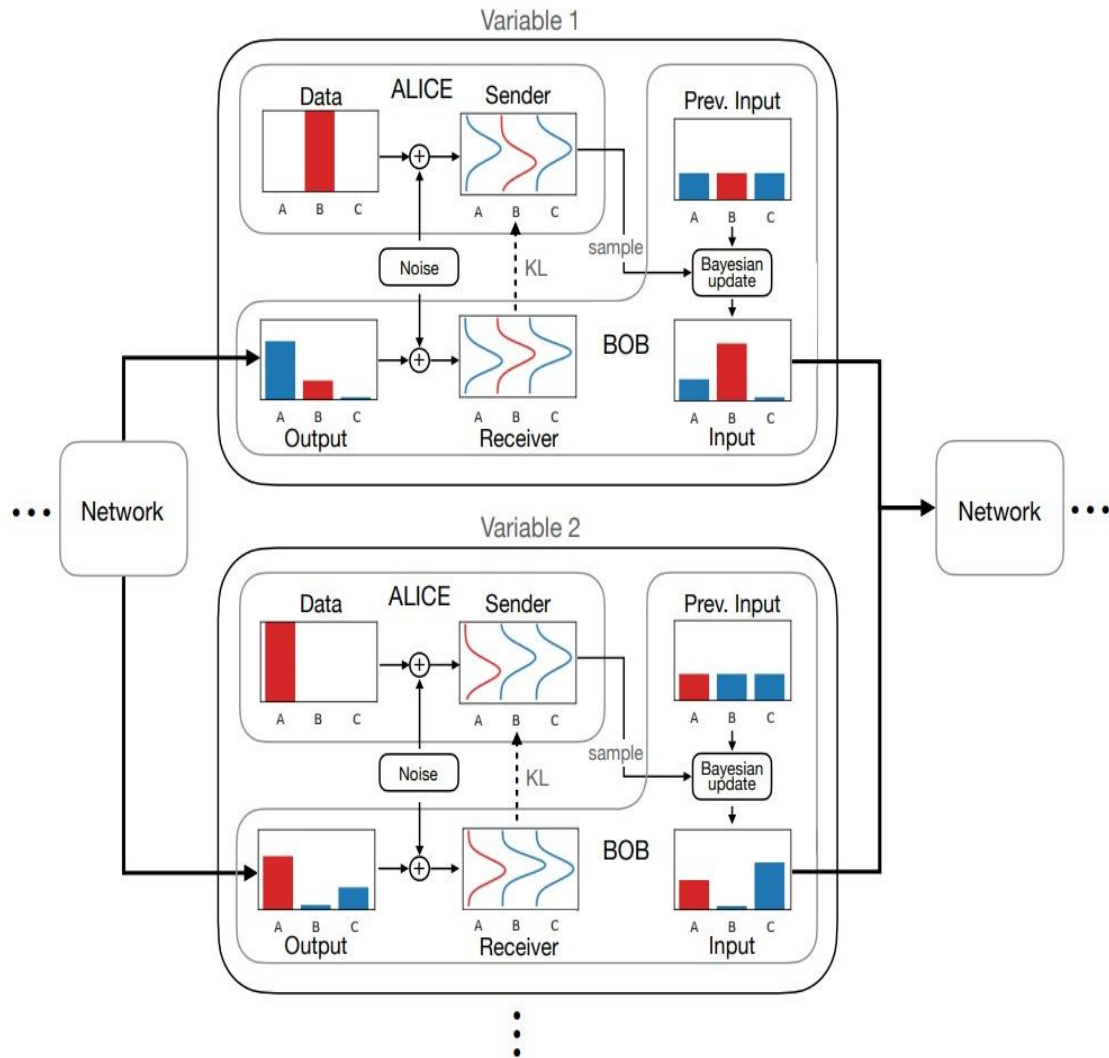 Variable 1
ALICE
Data
Sender
Prev. Input
A B C
A B C
A B C
sample
Noise
KL
Bayesian
update
BOB
A B C
A B C
A B C
Output
Receiver
Input
Network
Network
Variable 2
ALICE
Data
Sender
Prev. Input
A B C
A B C
A B C
sample
Noise
KL
Bayesian
update
BOB
A B C
A B C
A B C
Output
Receiver
Input